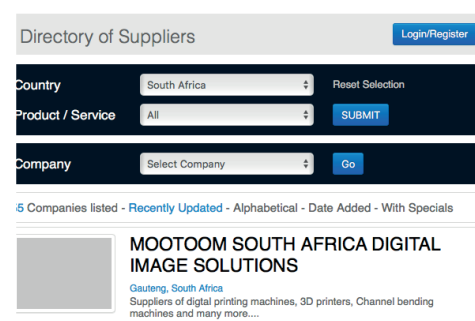 Directory of Suppliers
Login/Register
Country
South Africa
Reset Selection
Product / Service
All
SUBMIT
Company
Select Company
Go
55 Companies listed - Recently Updated - Alphabetical - Date Added - With Specials
MOOTOOM SOUTH AFRICA DIGITAL
IMAGE SOLUTIONS
Gauteng, South Africa
Suppliers of digtal printing machines, 3D printers, Channel bending
machines and many more....